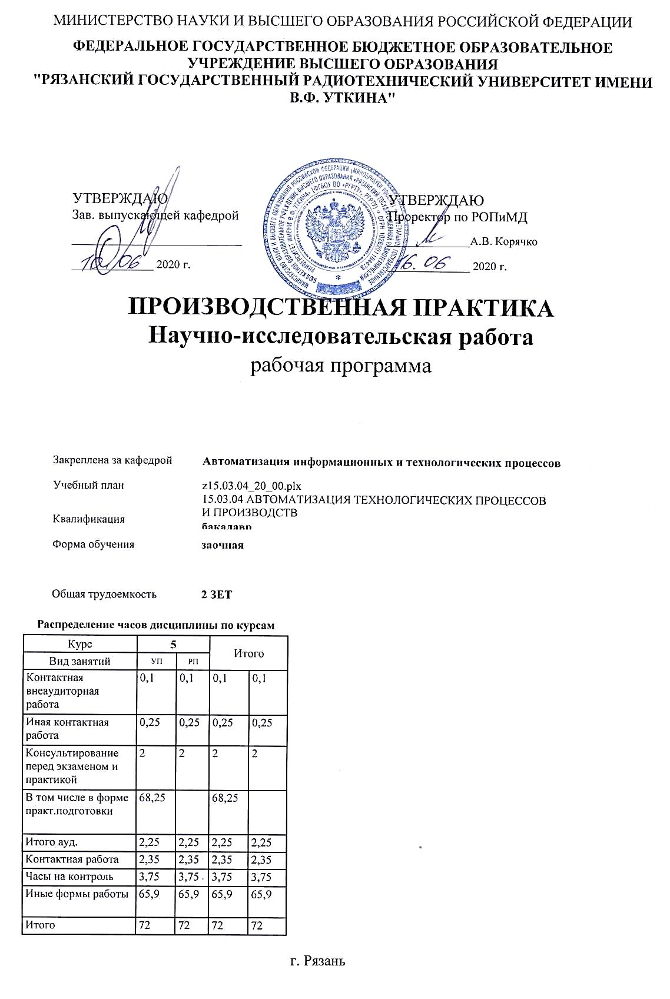 МИНИСТЕРСТВО НАУКИ И ВЫСШЕГО ОБРАЗОВАНИЯ РОССИЙСКОЙ ФЕДЕРАЦИИ
ФЕДЕРАЛЬНОЕ ГОСУДАРСТВЕННОЕ БЮДЖЕТНОЕ ОБРАЗОВАТЕЛЬНОЕ
УЧРЕЖДЕНИЕ ВЫСШЕГО ОБРАЗОВАНИЯ
"РЯЗАНСКИЙ ГОСУДАРСТВЕННЫЙ РАДИОТЕХНИЧЕСКИЙ УНИВЕРСИТЕТ ИМЕНИ
В.Ф. УТКИНА"
УТВЕРЖДАЮ
Зав. выпускающей кафедрой
06 2020 г.
УТВЕРЖДАЮ
Проректор по РОПиМД
А.В. Корячко
16. 06 2020 г.
ПРОИЗВОДСТВЕННАЯ ПРАКТИКА
Научно-исследовательская работа
рабочая программа
Закреплена за кафедрой Автоматизация информационных и технологических процессов
Учебный план z15.03.04_20_00.plx
15.03.04 АВТОМАТИЗАЦИЯ ТЕХНОЛОГИЧЕСКИХ ПРОЦЕССОВ
И ПРОИЗВОДСТВ
Квалификация бакалавр
Форма обучения заочная
Общая трудоемкость 2 ЗЕТ
Распределение часов дисциплины по курсам
Курс 5 Итого
Вид занятий УП РП
Контактная 0,1 0,1 0,1 0,1
внеаудиторная
работа
Иная контактная 0,25 0,25 0,25 0,25
работа
Консультирование 2 2 2 2
перед экзаменом и
практикой
В том числе в форме 68,25 68,25
практ.подготовки
Итого ауд. 2,25 2,25 2,25 2,25
Контактная работа 2,35 2,35 2,35 2,35
Часы на контроль 3,75 3,75 3,75 3,75
Иные формы работы 65,9 65,9 65,9 65,9
Итого 72 72 72 72
г. Рязань